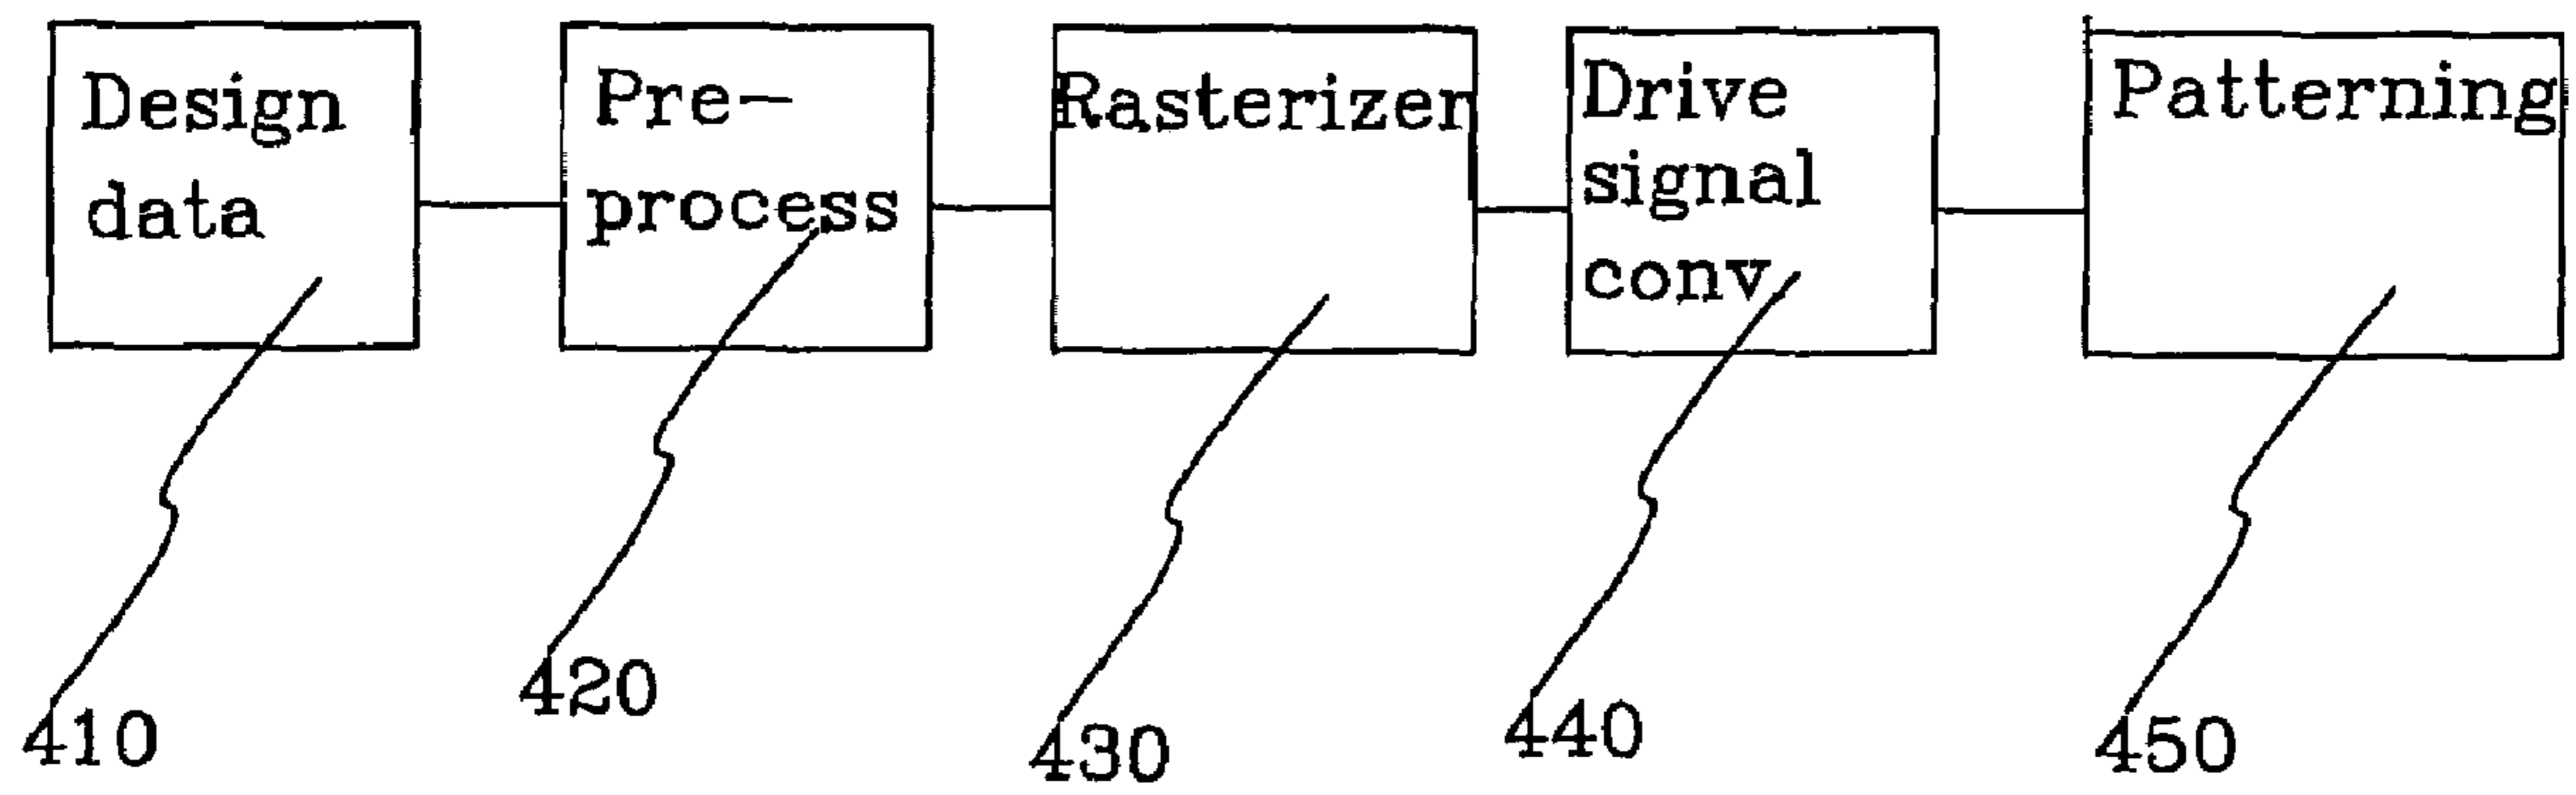 Design
data
Pre-
process
Rasterizer
Drive
signal
conv
Patterning
410
420
430
440
450